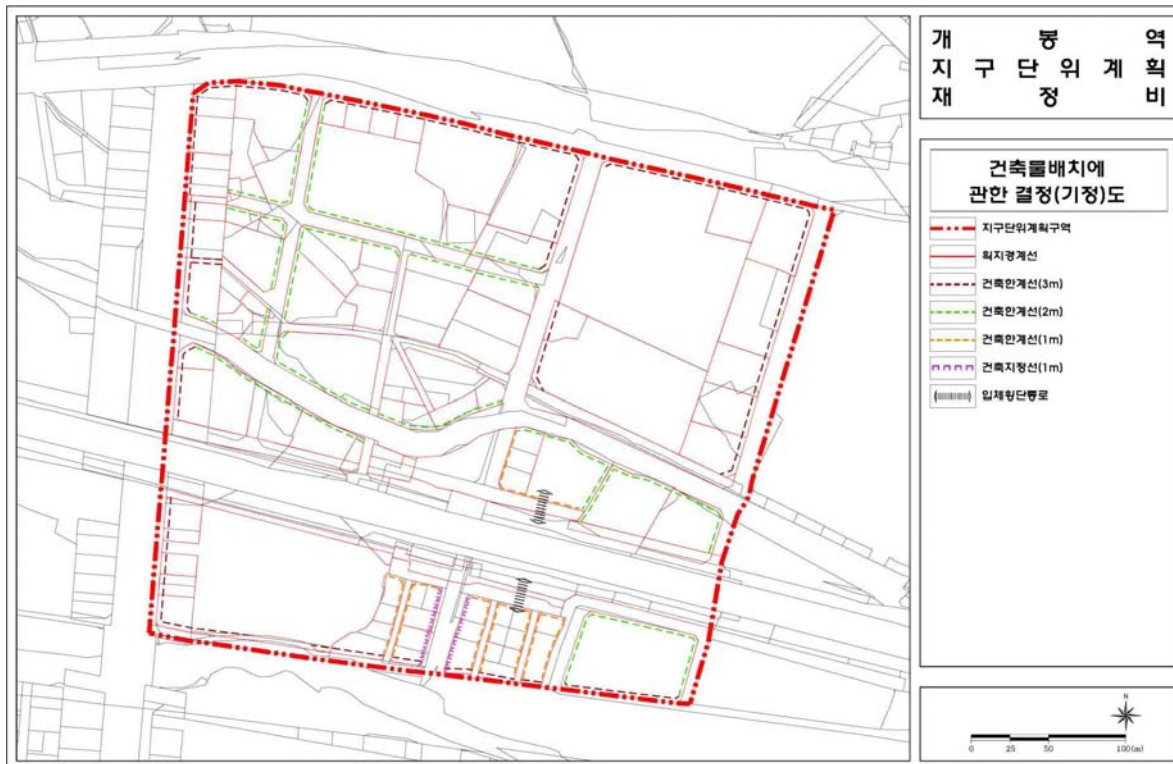 개 봉 역
지 구 단 위 계 획
재 정 비
건축물배치에
관한 결정(기정)도
지구단위계획구역
획지경계선
건축한계선(3m)
건축한계선(2m)
건축한계선(1m)
건축지정선(1m)
입체횡단통로
N
0 25 50 100(m)